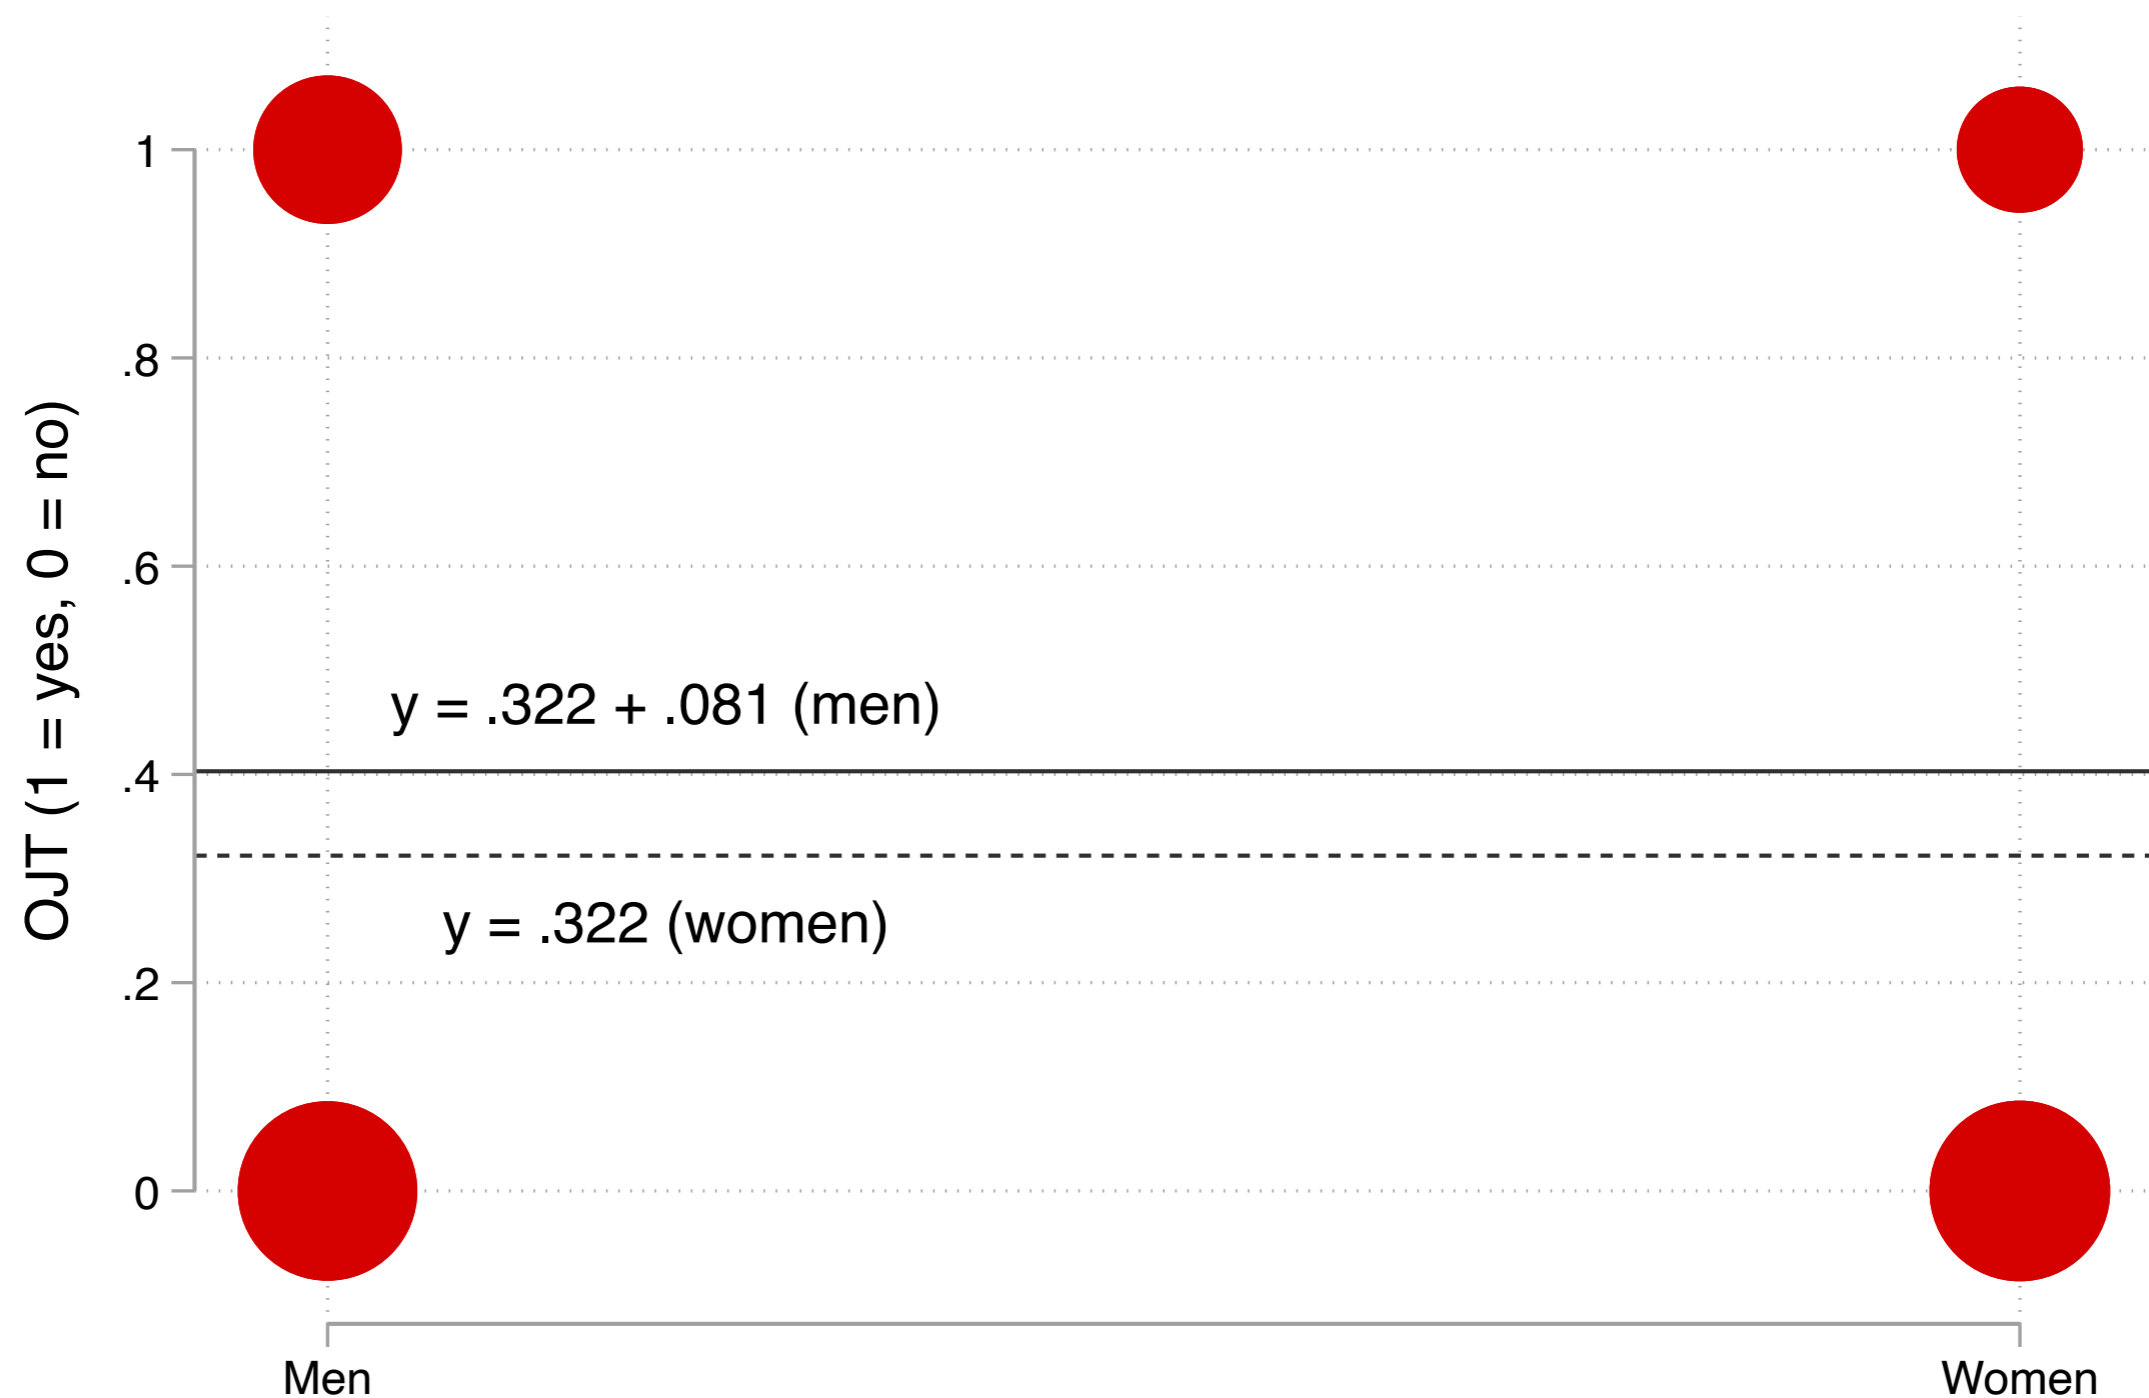 OJT (1 = yes, 0 = no)
1
.8
.6
.4
.2
0
y = .322 + .081 (men)
y = .322 (women)
Men
Women